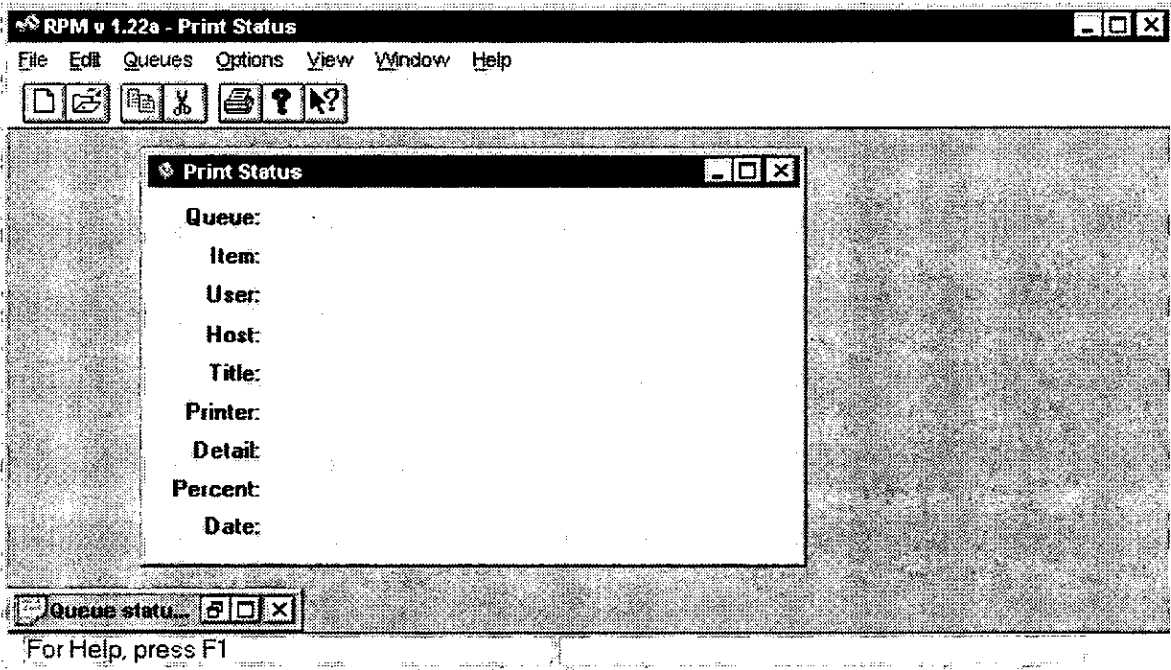 RPM v 1.22a - Print Status
File Edit Queues Options View Window Help
Print Status
Queue:
Item:
User:
Host:
Title:
Printer:
Detail:
Percent:
Date:
Queue statu...
For Help, press F1